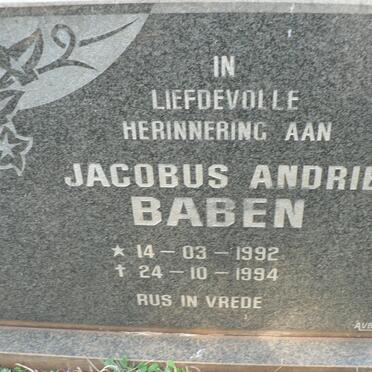 IN
LIEFDEVOLLE
HERINNERING AAN
JACOBUS ANDRIE
BABEN
★ 14 – 03 – 1992
✝ 24 – 10 – 1994
RUS IN VREDE